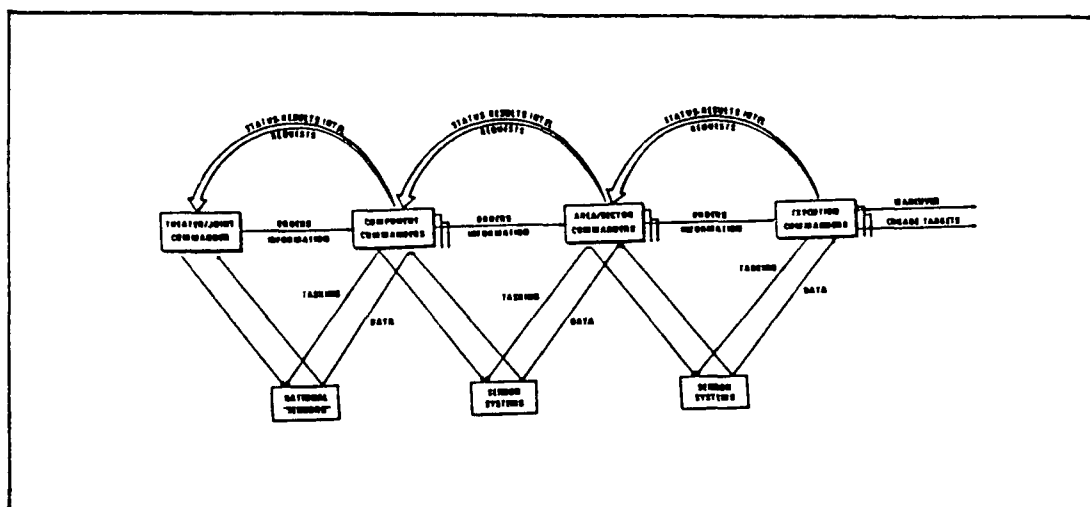 STATUS-RESULTS INTEL
REQUESTS
STATUS-RESULTS INTEL
REQUESTS
STATUS-RESULTS INTEL
REQUESTS
THEATER/JOINT
COMMANDER
ORDERS
INFORMATION
COMPONENT
COMMANDERS
ORDERS
INFORMATION
AREA/SECTOR
COMMANDERS
ORDERS
INFORMATION
EXECUTION
COMMANDERS
MANEUVER
ENGAGE TARGETS
TASKING
DATA
TASKING
DATA
TASKING
DATA
NATIONAL
SENSORS
SENSOR
SYSTEMS
SENSOR
SYSTEMS